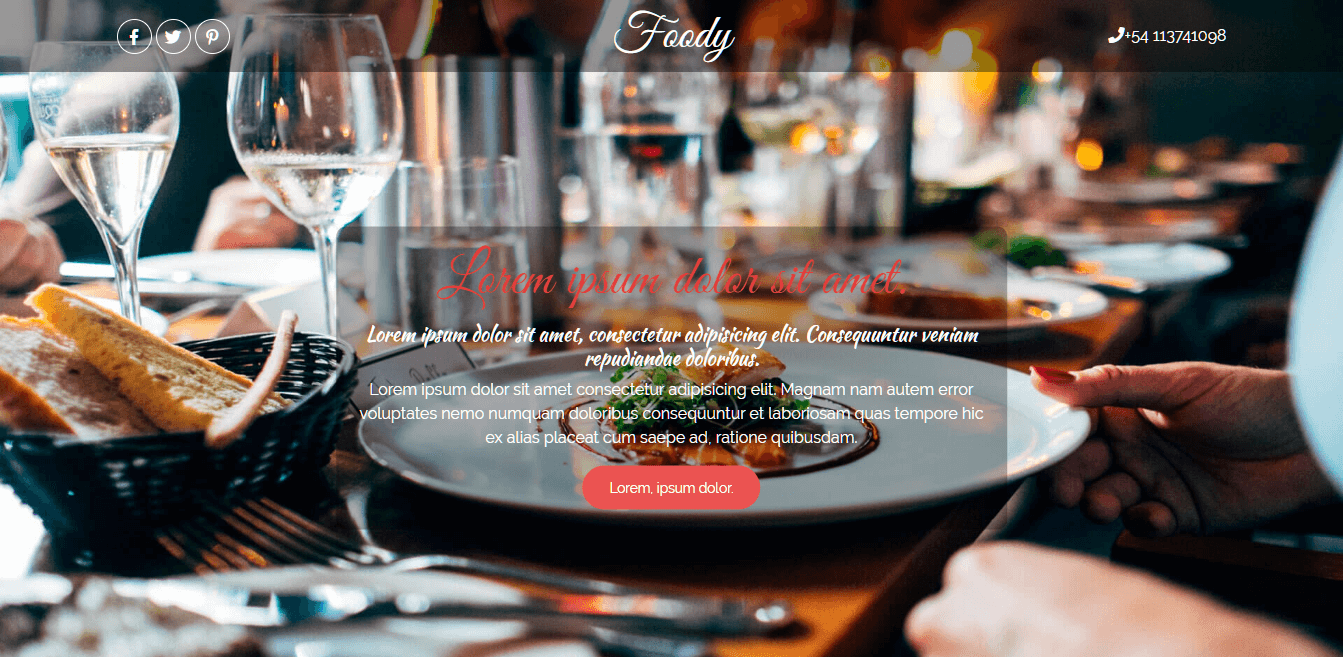 Foody
+54 113741098
Lorem ipsum dolor sit amet.
Lorem ipsum dolor sit amet, consectetur adipisicing elit. Consequuntur veniam
repudiandae doloribus.
Lorem ipsum dolor sit amet consectetur adipisicing elit. Magnam nam autem error
voluptates nemo numquam doloribus consequuntur et laboriosam quas tempore hic
ex alias placeat cum saepe ad, ratione quibusdam.
Lorem, ipsum dolor.